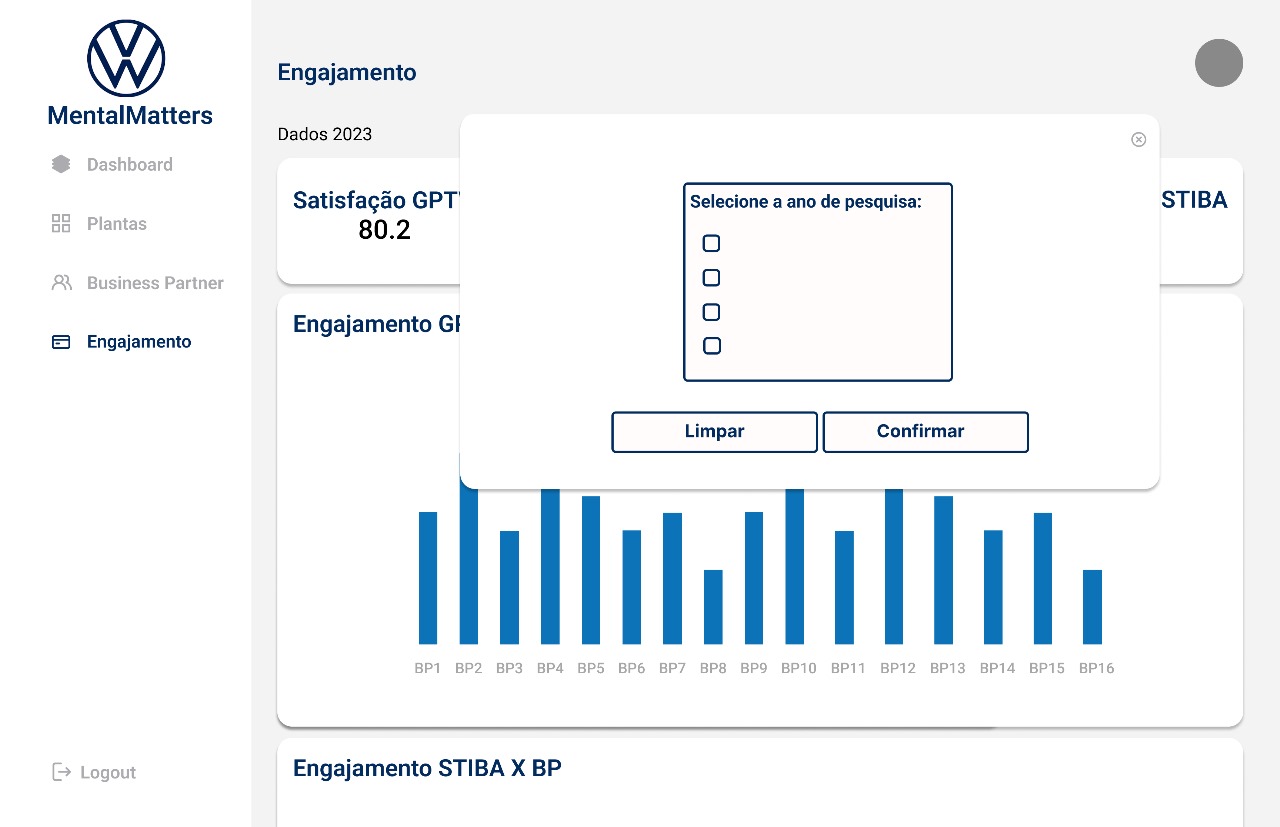 MentalMatters
Dashboard
Plantas
Business Partner
Engajamento
Logout
Engajamento
Dados 2023
Satisfação GPT
80.2
STIBA
Selecione a ano de pesquisa:
Limpar
Confirmar
Engajamento
BP1 BP2 BP3 BP4 BP5 BP6 BP7 BP8 BP9 BP10 BP11 BP12 BP13 BP14 BP15 BP16
Engajamento STIBA X BP